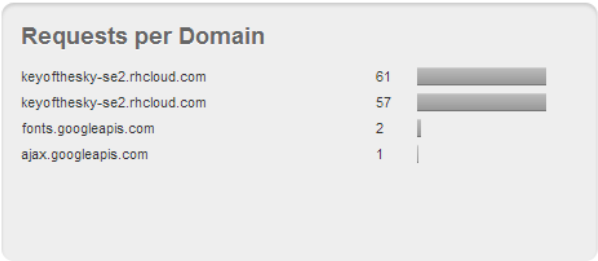 Requests per Domain
keyofthesky-se2.rhcloud.com 61
keyofthesky-se2.rhcloud.com 57
fonts.googleapis.com 2
ajax.googleapis.com 1